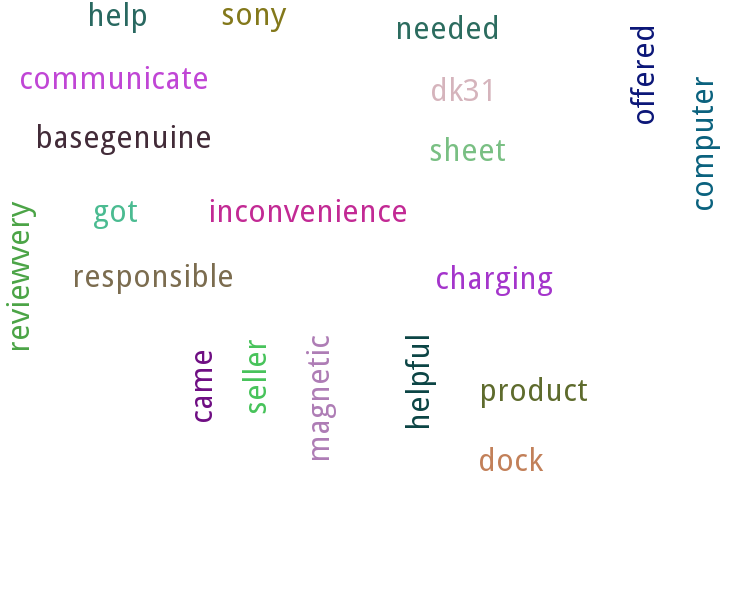 help
sony
needed
offered
communicate
dk31
computer
basegenuine
sheet
reviewvery
got
inconvenience
responsible
charging
came
seller
magnetic
helpful
product
dock